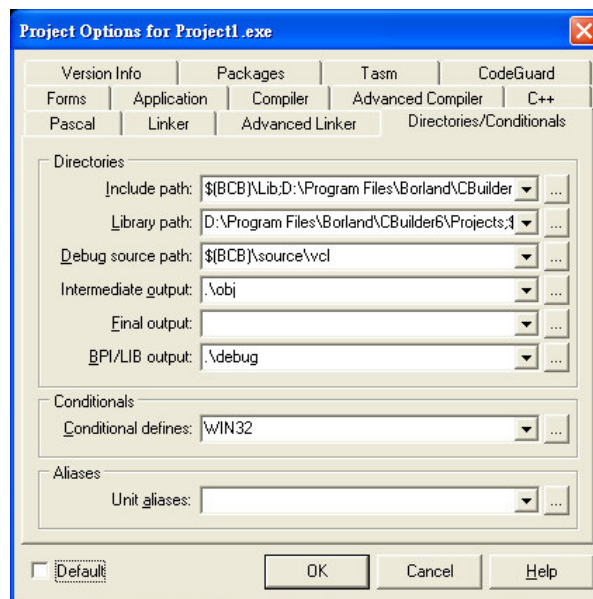 Project Options for Project1.exe
Version Info Packages Tasm CodeGuard
Forms Application Compiler Advanced Compiler C++
Pascal Linker Advanced Linker Directories/Conditionals
Directories
Include path: $(BCB)\Lib;D:\Program Files\Borland\CBuilder ...
Library path: D:\Program Files\Borland\CBuilder6\Projects;$ ...
Debug source path: $(BCB)\source\vcl ...
Intermediate output: .\obj ...
Final output: ...
BPI/LIB output: .\debug ...
Conditionals
Conditional defines: WIN32 ...
Aliases
Unit aliases: ...
Default OK Cancel Help